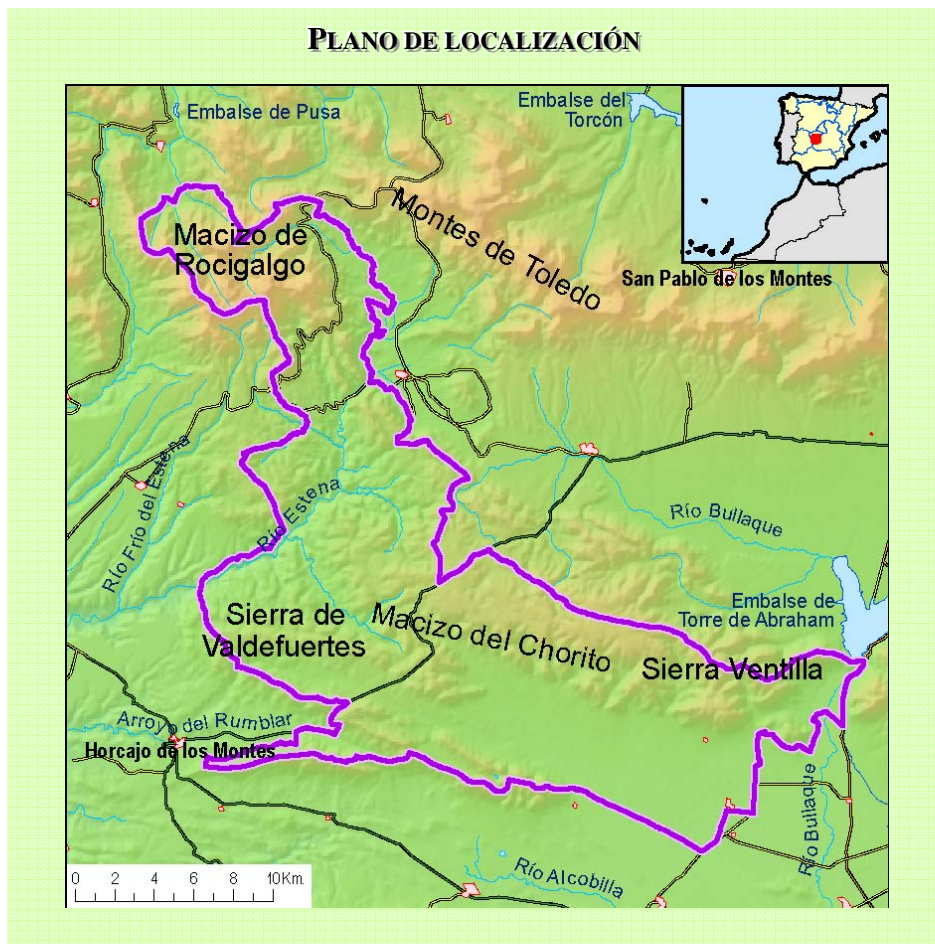 PLANO DE LOCALIZACIÓN
Embalse de Pusa
Embalse del
Torcón
Macizo de
Rocigalgo
Montes de Toledo
San Pablo de los Montes
Río Frío del Estena
Río Estena
Río Bullaque
Embalse de
Torre de Abraham
Sierra de
Valdefuertes
Macizo del Chorito
Sierra Ventilla
Arroyo del Rumblar
Horcajo de los Montes
Río Bullaque
Río Alcobilla
0 2 4 6 8 10Km.